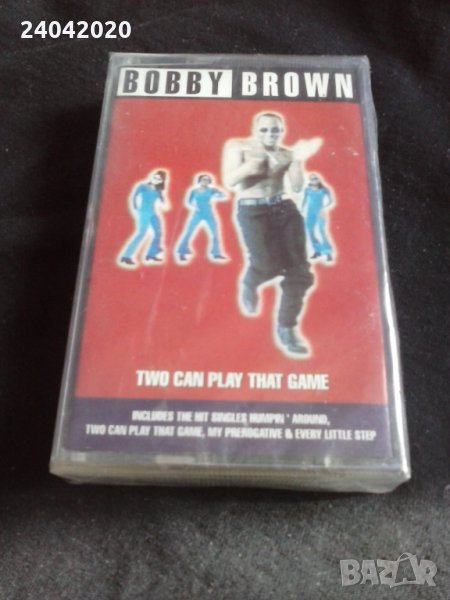 24042020
BOBBY BROWN
TWO CAN PLAY THAT GAME
INCLUDES THE HIT SINGLES HUMPIN' AROUND,
TWO CAN PLAY THAT GAME, MY PREROGATIVE & EVERY LITTLE STEP
BAZAR